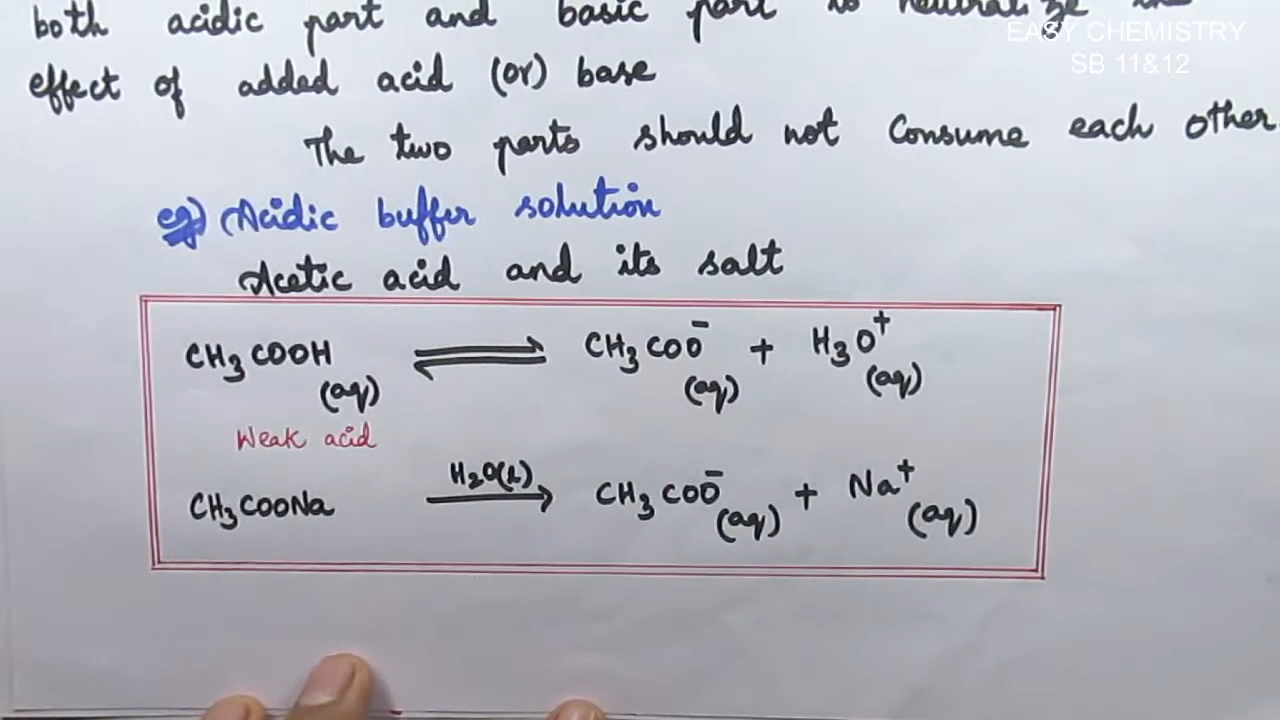 both acidic part and basic part to neutralize the
EASY CHEMISTRY
SB 11&12
effect of added acid (or) base
The two parts should not consume each other.
eg) Acidic buffer solution
Acetic acid and its salt
CH₃COOH(aq) ⇌ CH₃COO⁻(aq) + H₃O⁺(aq)
Weak acid
CH₃COONa H₂O(l)→ CH₃COO⁻(aq) + Na⁺(aq)